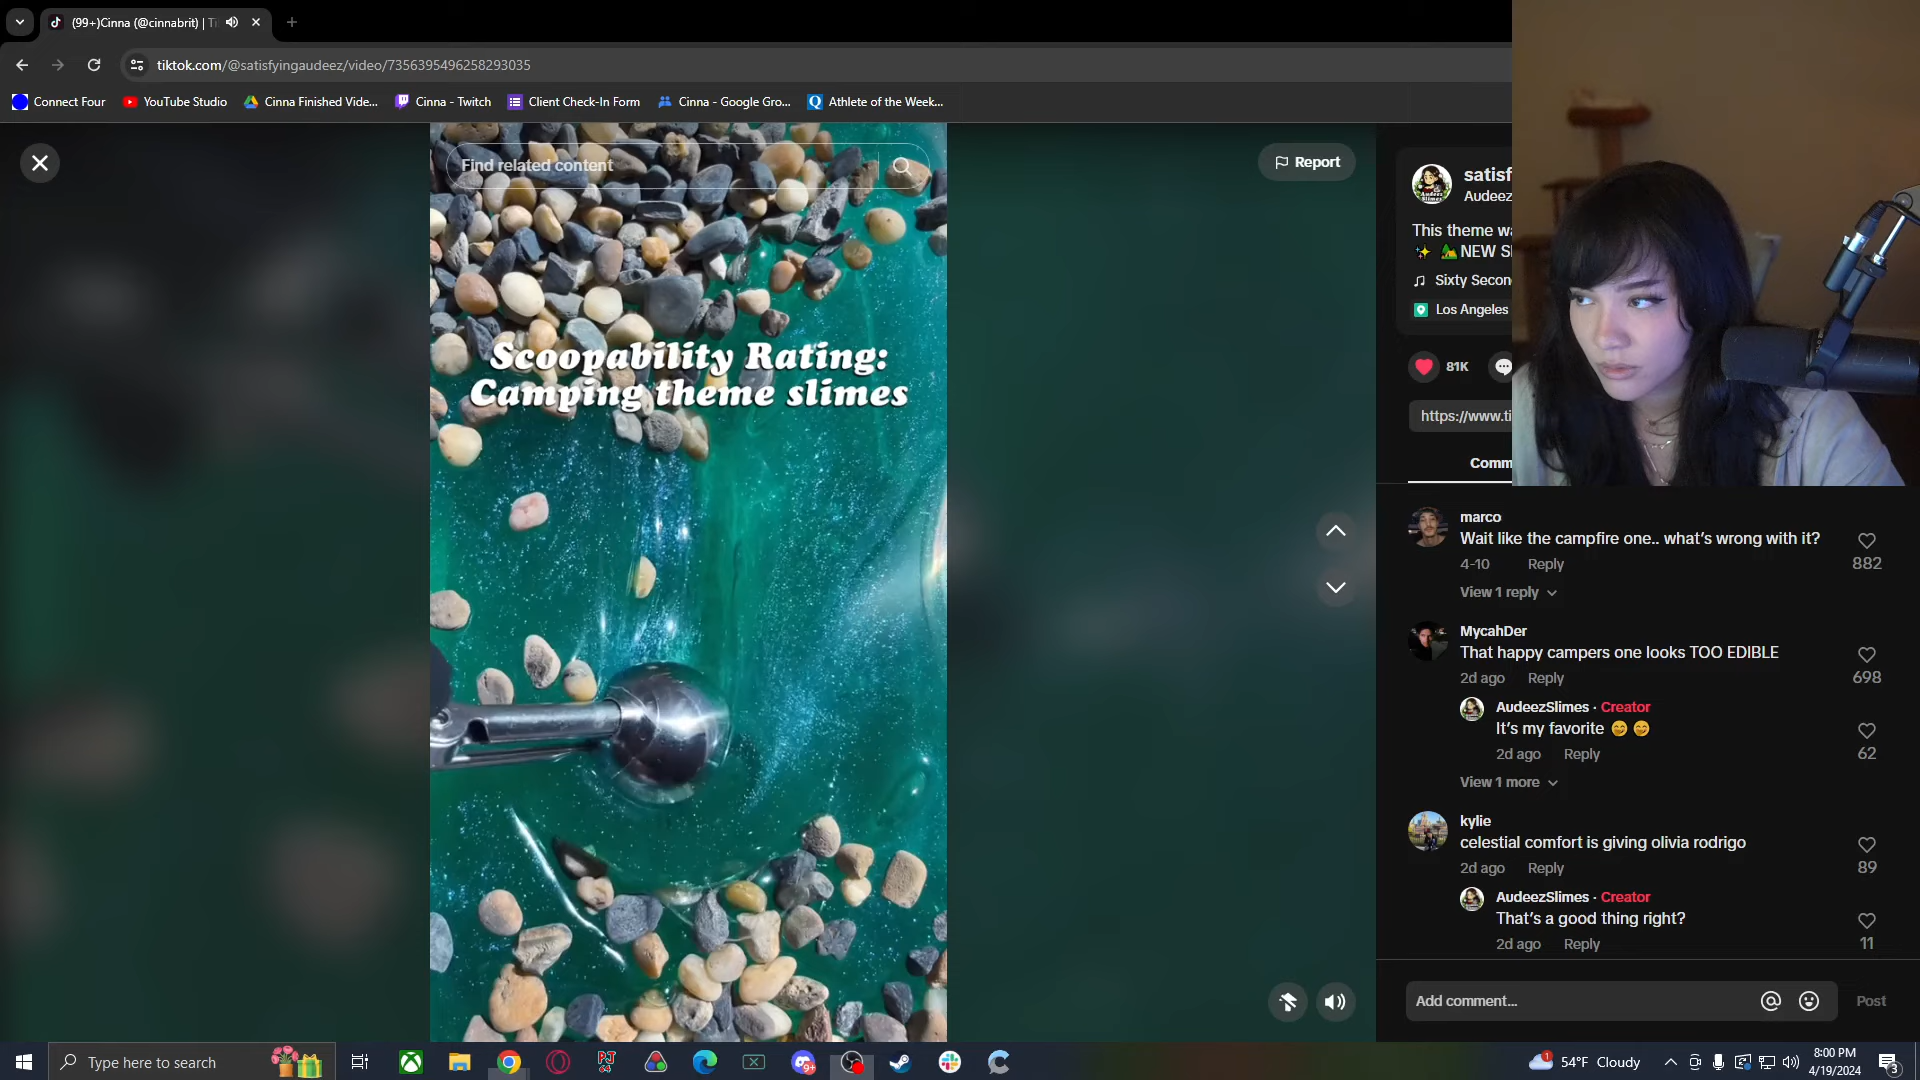 (99+)Cinna (@cinnabrit) | Ti
tiktok.com/@satisfyingaudeez/video/7356395496258293035
Connect Four
YouTube Studio
Cinna Finished Vide...
Cinna - Twitch
Client Check-In Form
Cinna - Google Gro...
Athlete of the Week...
Find related content
Report
Scoopability Rating:
Camping theme slimes
satisf
Audeez
This theme wa
NEW S
Sixty Secon
Los Angeles
81K
https://www.ti
Comm
marco
Wait like the campfire one.. what's wrong with it?
4-10 Reply
882
View 1 reply
MycahDer
That happy campers one looks TOO EDIBLE
2d ago Reply
698
AudeezSlimes · Creator
It's my favorite 🤭🤭
2d ago Reply
62
View 1 more
kylie
celestial comfort is giving olivia rodrigo
2d ago Reply
89
AudeezSlimes · Creator
That's a good thing right?
2d ago Reply
11
Add comment...
Post
Type here to search
54°F Cloudy
8:00 PM
4/19/2024